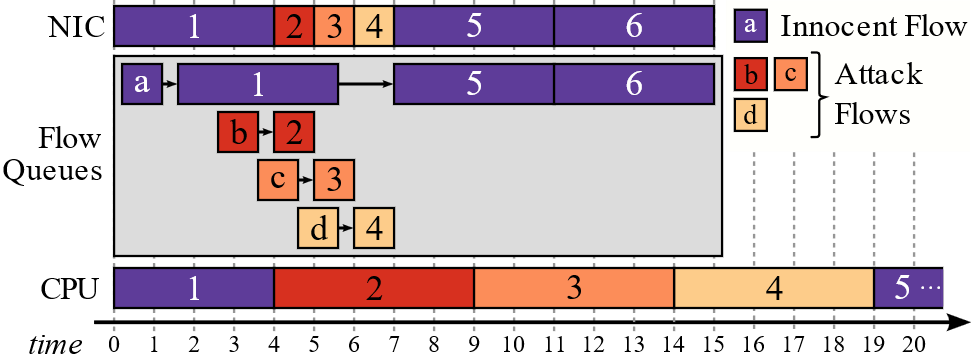 NIC 1 2 3 4 5 6
a Innocent Flow
b c Attack
d Flows
a 1 5 6
b 2
Flow
Queues
c 3
d 4
CPU 1 2 3 4 5 ...
time 0 1 2 3 4 5 6 7 8 9 10 11 12 13 14 15 16 17 18 19 20